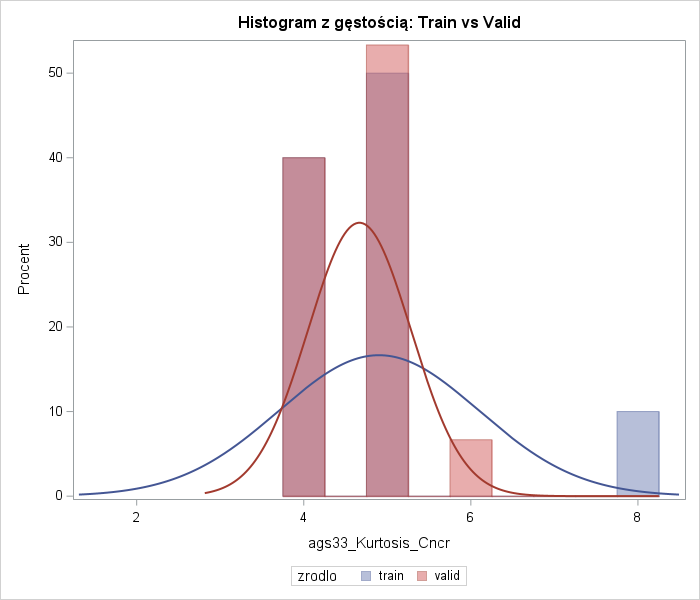 Histogram z gęstością: Train vs Valid
50
40
30
20
10
0
Procent
2 4 6 8
ags33_Kurtosis_Cncr
zrodlo train valid